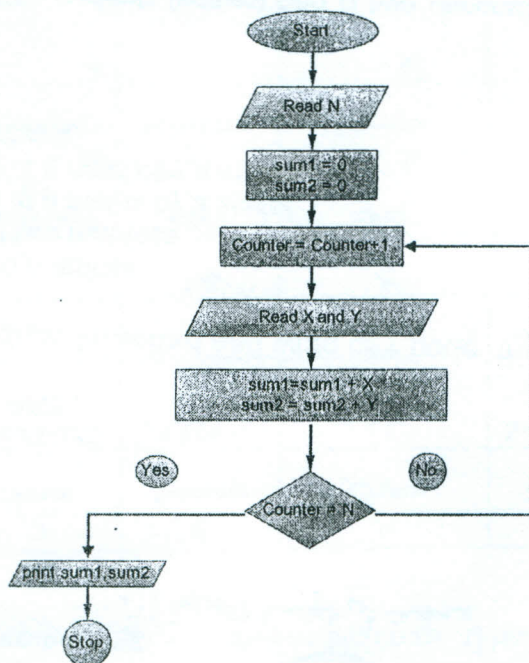 Start
Read N
sum1 = 0
sum2 = 0
Counter = Counter+1
Read X and Y
sum1=sum1 + X
sum2 = sum2 + Y
Yes
No
Counter = N
print sum1,sum2
Stop